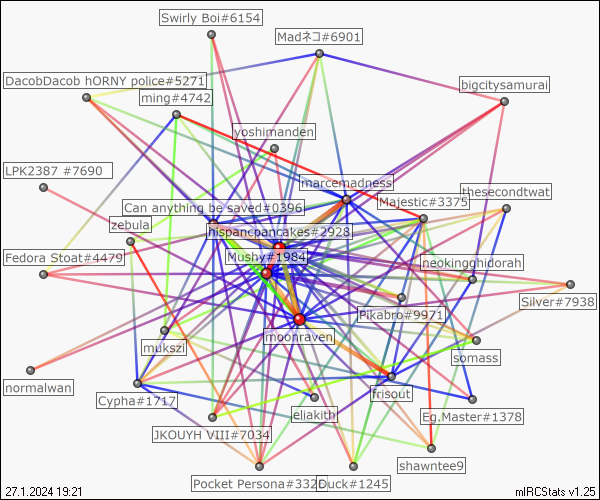 Swirly Boi#6154
Madネコ#6901
DacobDacob hORNY police#5271
bigcitysamurai
ming#4742
yoshimanden
LPK2387 #7690
marcemadness
thesecondtwat
Can anything be saved#0396
Majestic#3375
zebula
hispancpancakes#2928
Fedora Stoat#4479
Mushy#1984
neokingghidorah
Silver#7938
Pikabro#9971
moonraven
mukszi
somass
normalwan
Cypha#1717
frisout
eliakith
Eg.Master#1378
JKOUYH VIII#7034
shawntee9
Pocket Persona#332
Duck#1245
27.1.2024 19:21
mIRCStats v1.25